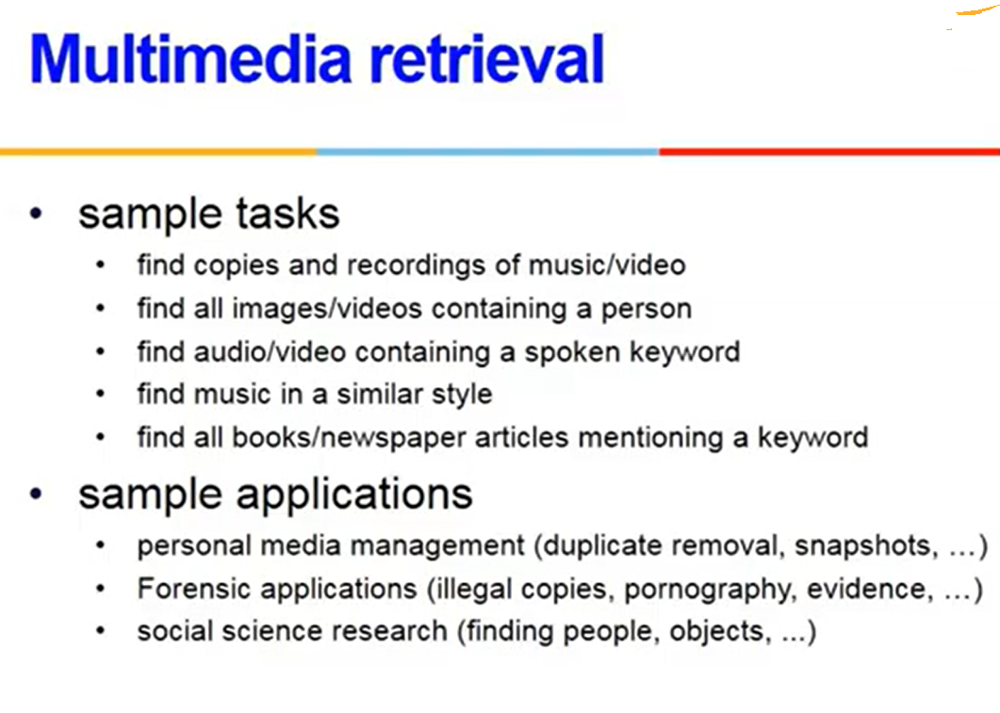 Multimedia retrieval
• sample tasks
• find copies and recordings of music/video
• find all images/videos containing a person
• find audio/video containing a spoken keyword
• find music in a similar style
• find all books/newspaper articles mentioning a keyword
• sample applications
• personal media management (duplicate removal, snapshots, ...)
• Forensic applications (illegal copies, pornography, evidence, ...)
• social science research (finding people, objects, ...)